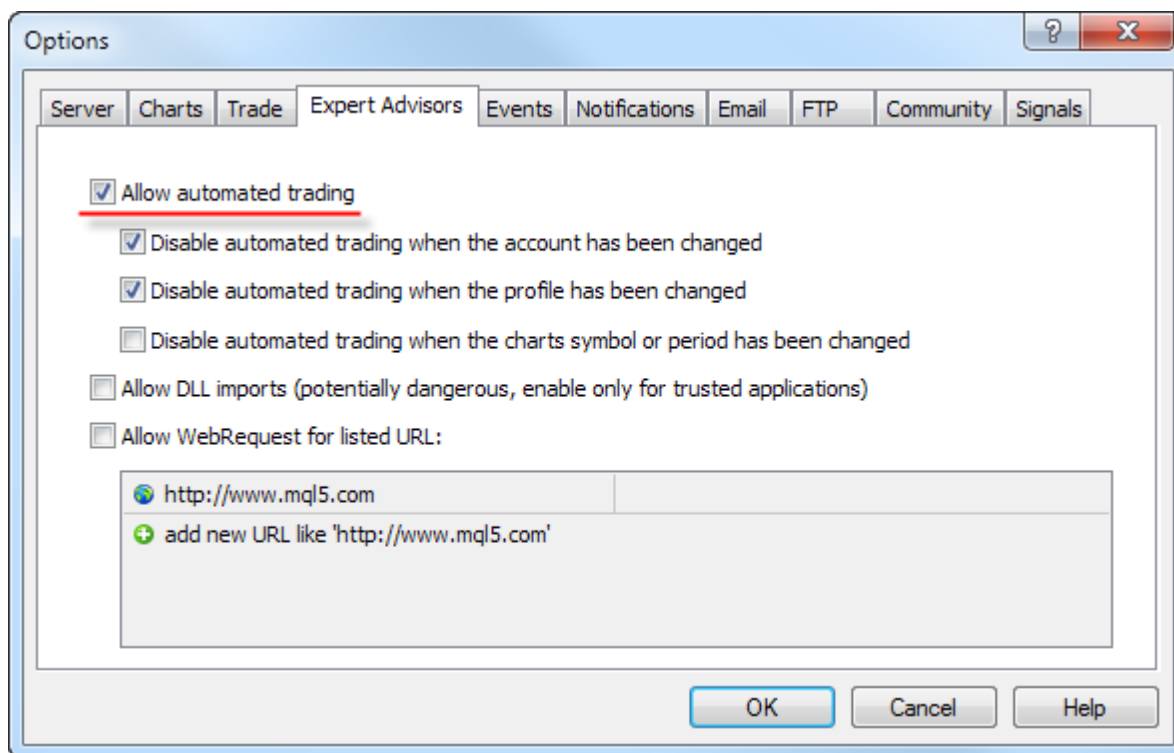 Options
Server Charts Trade Expert Advisors Events Notifications Email FTP Community Signals
Allow automated trading
Disable automated trading when the account has been changed
Disable automated trading when the profile has been changed
Disable automated trading when the charts symbol or period has been changed
Allow DLL imports (potentially dangerous, enable only for trusted applications)
Allow WebRequest for listed URL:
http://www.mql5.com
add new URL like 'http://www.mql5.com'
OK Cancel Help